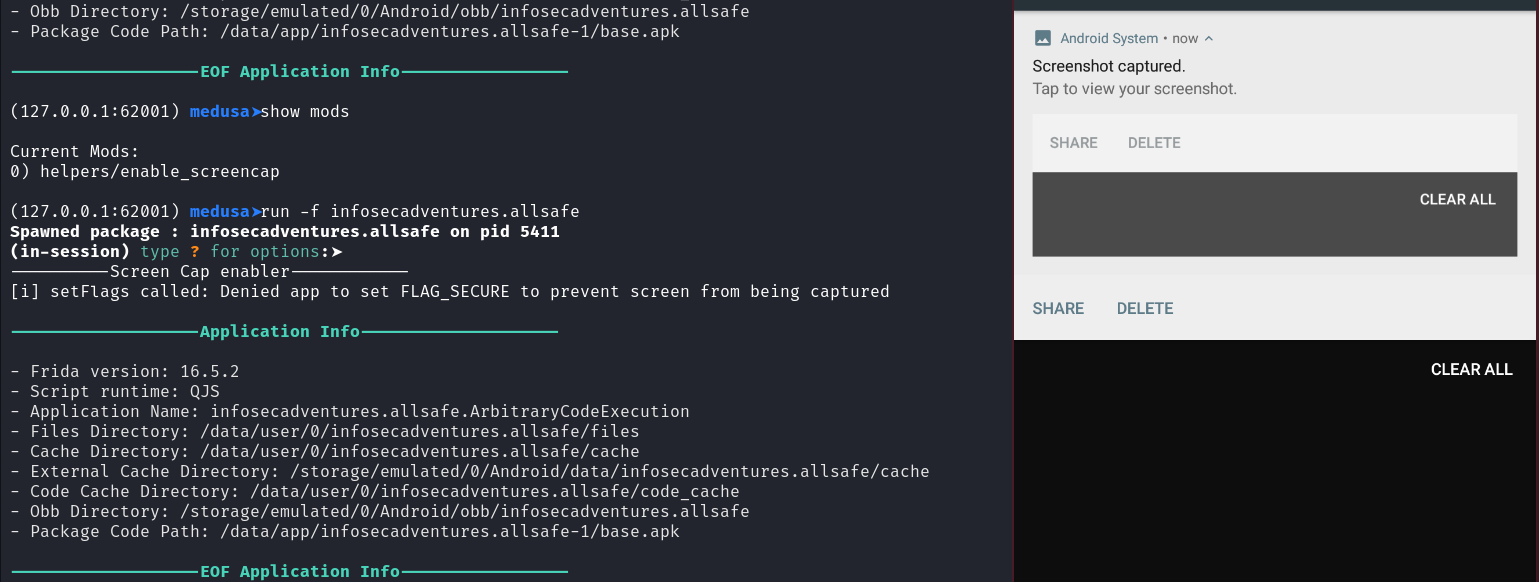 - Obb Directory: /storage/emulated/0/Android/obb/infosecadventures.allsafe
- Package Code Path: /data/app/infosecadventures.allsafe-1/base.apk
EOF Application Info
(127.0.0.1:62001) medusa➤show mods
Current Mods:
0) helpers/enable_screencap
(127.0.0.1:62001) medusa➤run -f infosecadventures.allsafe
Spawned package : infosecadventures.allsafe on pid 5411
(in-session) type ? for options:➤
Screen Cap enabler
[i] setFlags called: Denied app to set FLAG_SECURE to prevent screen from being captured
Application Info
- Frida version: 16.5.2
- Script runtime: QJS
- Application Name: infosecadventures.allsafe.ArbitraryCodeExecution
- Files Directory: /data/user/0/infosecadventures.allsafe/files
- Cache Directory: /data/user/0/infosecadventures.allsafe/cache
- External Cache Directory: /storage/emulated/0/Android/data/infosecadventures.allsafe/cache
- Code Cache Directory: /data/user/0/infosecadventures.allsafe/code_cache
- Obb Directory: /storage/emulated/0/Android/obb/infosecadventures.allsafe
- Package Code Path: /data/app/infosecadventures.allsafe-1/base.apk
EOF Application Info
Android System • now
Screenshot captured.
Tap to view your screenshot.
SHARE DELETE
CLEAR ALL
SHARE DELETE
CLEAR ALL